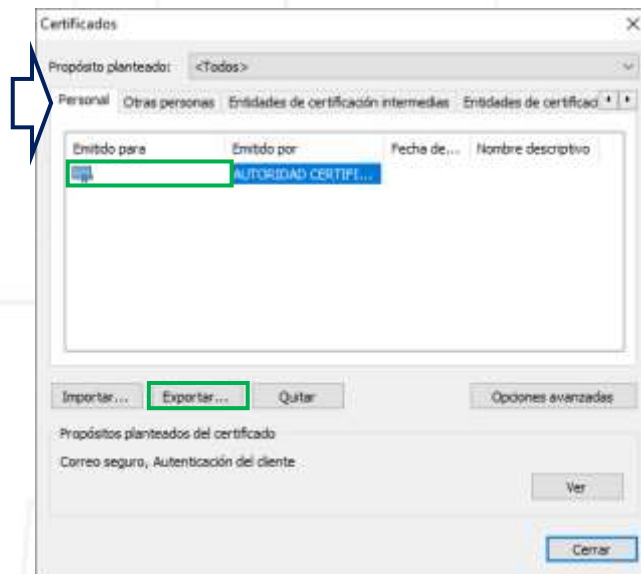 Certificados
Propósito planteado: <Todos>
Personal Otras personas Entidades de certificación intermedias Entidades de certificad
Emitido para Emitido por Fecha de... Nombre descriptivo
AUTORIDAD CERTIFI...
Importar... Exportar... Quitar Opciones avanzadas
Propósitos planteados del certificado
Correo seguro, Autenticación del cliente
Ver
Cerrar